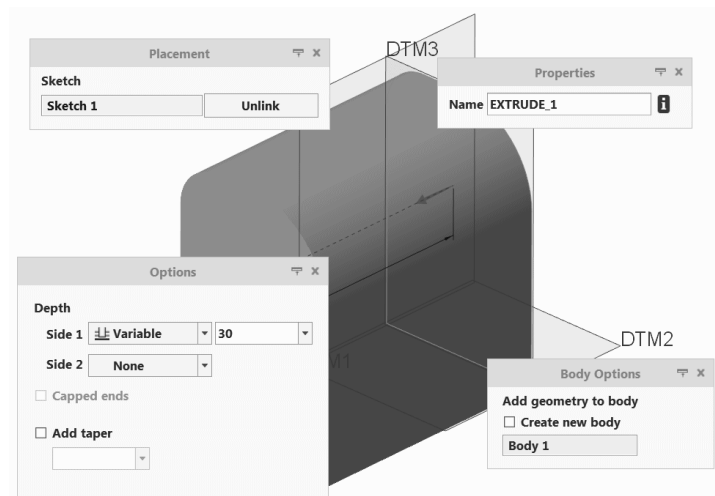 DTM3
Placement
Sketch
Sketch 1 Unlink
Properties
Name EXTRUDE_1
Options
Depth
Side 1 Variable 30
Side 2 None
Capped ends
Add taper
M1
DTM2
Body Options
Add geometry to body
Create new body
Body 1